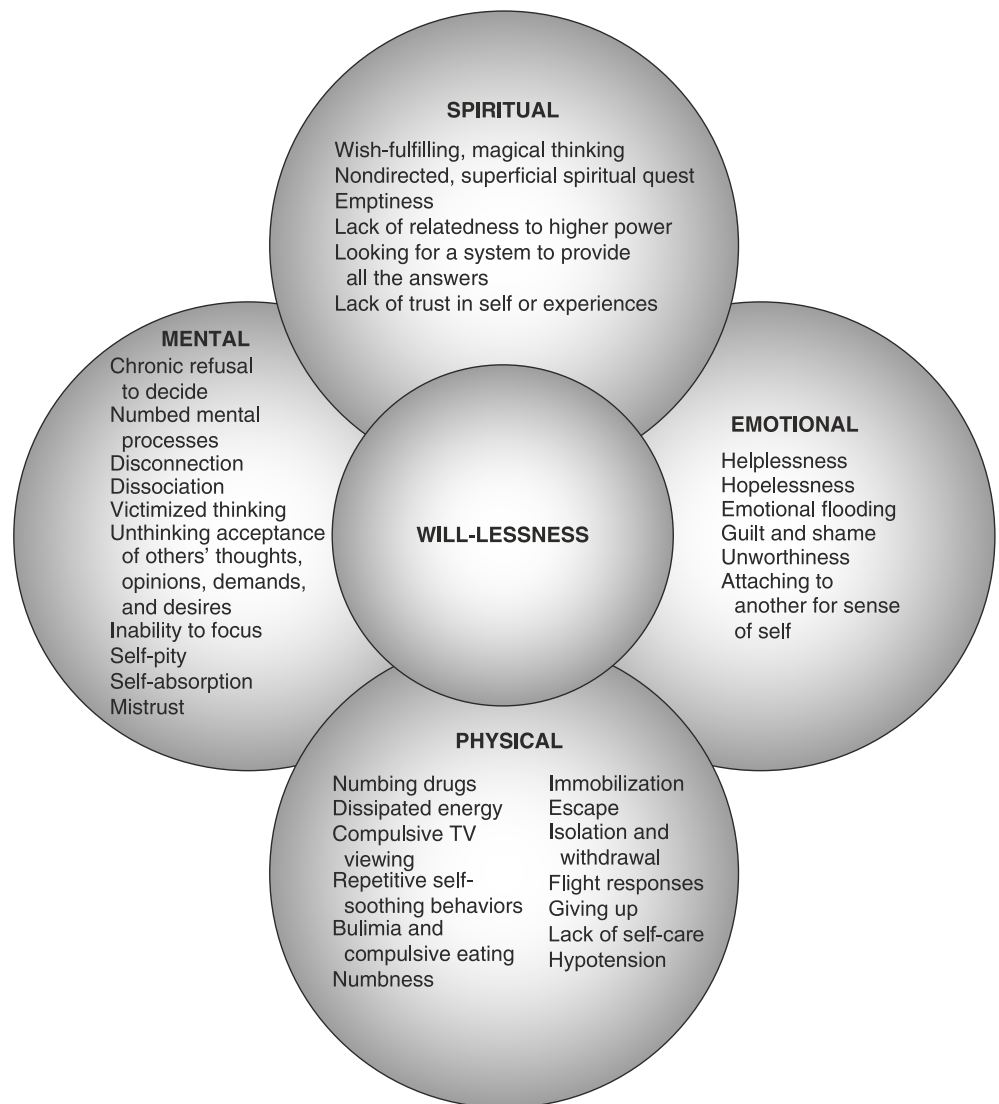 SPIRITUAL
Wish-fulfilling, magical thinking
Nondirected, superficial spiritual quest
Emptiness
Lack of relatedness to higher power
Looking for a system to provide
all the answers
Lack of trust in self or experiences
MENTAL
Chronic refusal
to decide
Numbed mental
processes
Disconnection
Dissociation
Victimized thinking
Unthinking acceptance
of others’ thoughts,
opinions, demands,
and desires
Inability to focus
Self-pity
Self-absorption
Mistrust
WILL-LESSNESS
EMOTIONAL
Helplessness
Hopelessness
Emotional flooding
Guilt and shame
Unworthiness
Attaching to
another for sense
of self
PHYSICAL
Numbing drugs
Dissipated energy
Compulsive TV
viewing
Repetitive self-
soothing behaviors
Bulimia and
compulsive eating
Numbness
Immobilization
Escape
Isolation and
withdrawal
Flight responses
Giving up
Lack of self-care
Hypotension